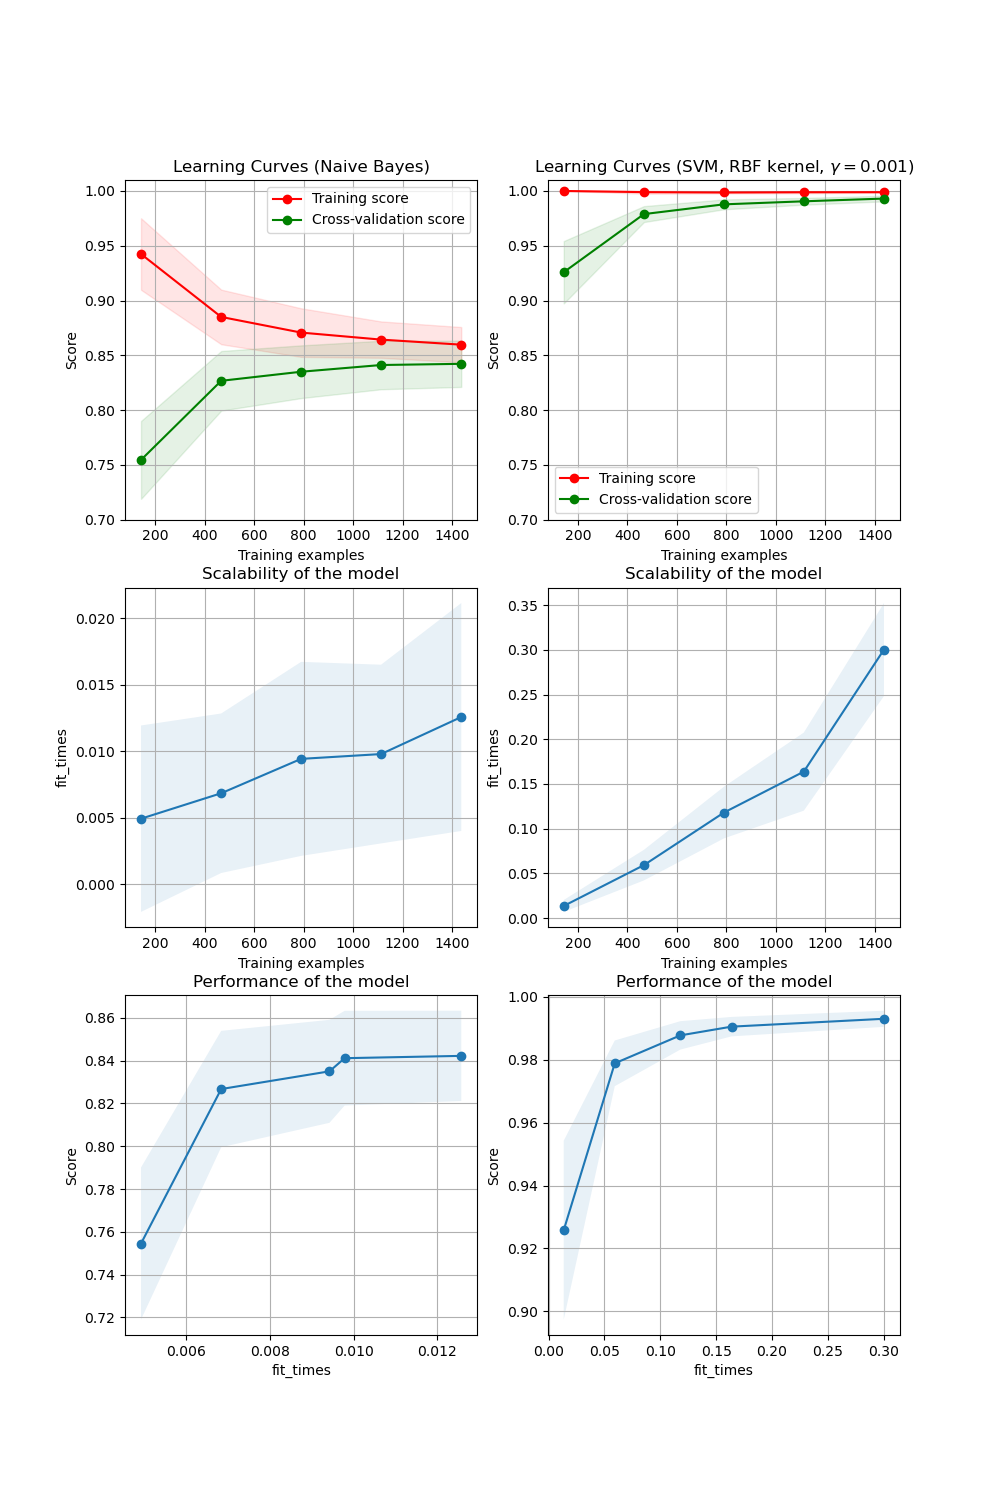 Learning Curves (Naive Bayes)
1.00
0.95
0.90
0.85
0.80
0.75
0.70
Score
Training score
Cross-validation score
200 400 600 800 1000 1200 1400
Training examples
Learning Curves (SVM, RBF kernel, γ = 0.001)
1.00
0.95
0.90
0.85
0.80
0.75
0.70
Score
Training score
Cross-validation score
200 400 600 800 1000 1200 1400
Training examples
Scalability of the model
0.020
0.015
0.010
0.005
0.000
fit_times
200 400 600 800 1000 1200 1400
Training examples
Scalability of the model
0.35
0.30
0.25
0.20
0.15
0.10
0.05
0.00
fit_times
200 400 600 800 1000 1200 1400
Training examples
Performance of the model
0.86
0.84
0.82
0.80
0.78
0.76
0.74
0.72
Score
0.006 0.008 0.010 0.012
fit_times
Performance of the model
1.00
0.98
0.96
0.94
0.92
0.90
Score
0.00 0.05 0.10 0.15 0.20 0.25 0.30
fit_times